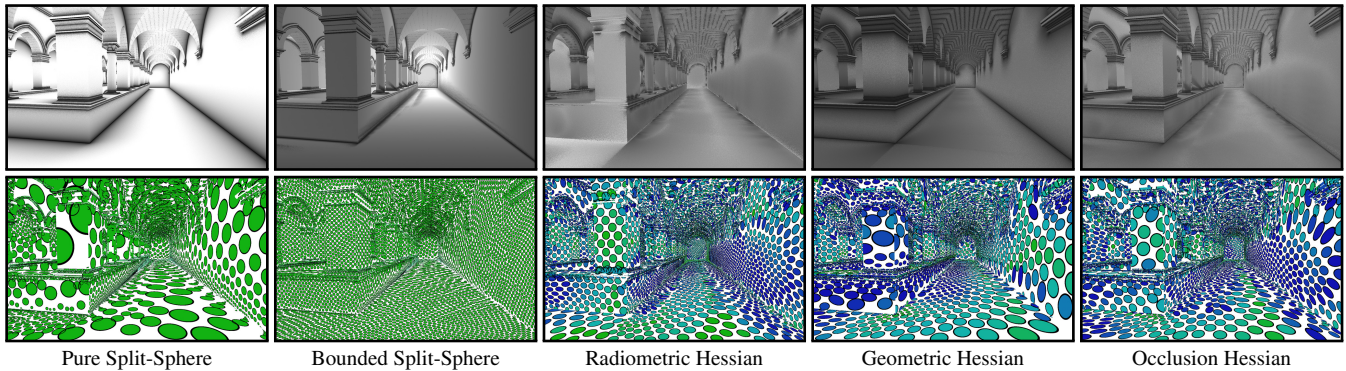 Pure Split-Sphere
Bounded Split-Sphere
Radiometric Hessian
Geometric Hessian
Occlusion Hessian